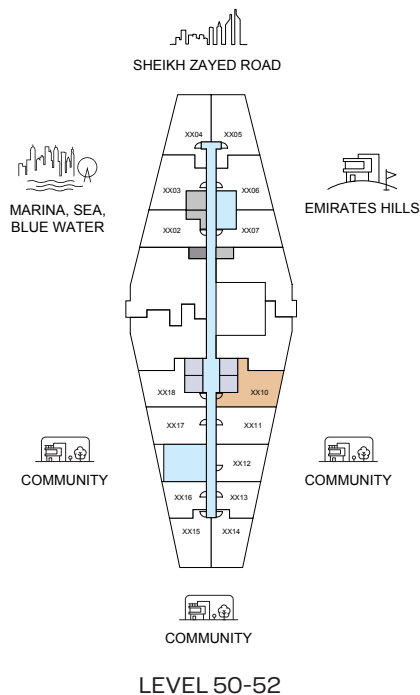 SHEIKH ZAYED ROAD
XX04
XX05
MARINA, SEA,
BLUE WATER
EMIRATES HILLS
XX03
XX06
XX02
XX07
XX18
XX10
XX17
XX11
COMMUNITY
COMMUNITY
XX12
XX16
XX13
XX15
XX14
COMMUNITY
LEVEL 50-52